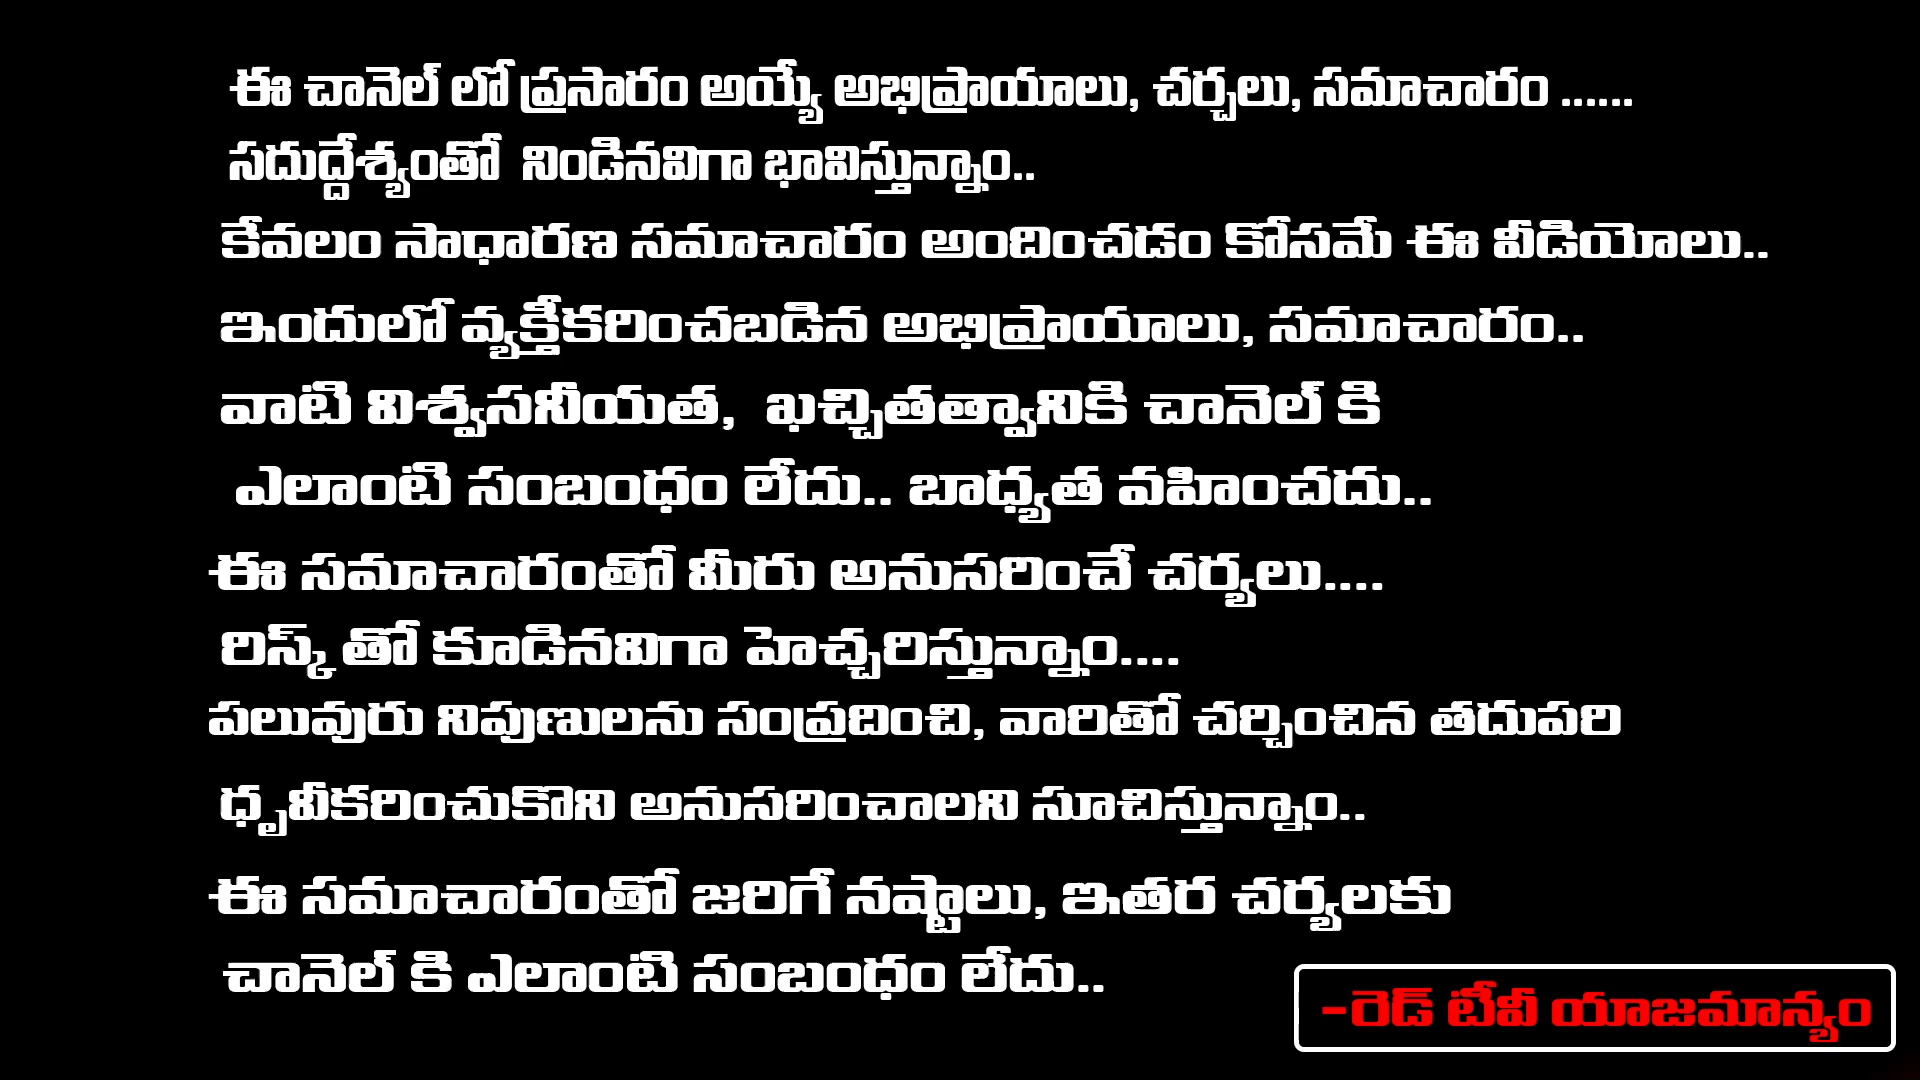 ఈ చానెల్ లో ప్రసారం అయ్యే అభిప్రాయాలు, చర్చలు, సమాచారం ......
సదుద్దేశ్యంతో నిండినవిగా భావిస్తున్నాం..
కేవలం సాధారణ సమాచారం అందించడం కోసమే ఈ వీడియోలు..
ఇందులో వ్యక్తీకరించబడిన అభిప్రాయాలు, సమాచారం..
వాటి విశ్వసనీయత, ఖచ్చితత్వానికి చానెల్ కి
ఎలాంటి సంబంధం లేదు.. బాధ్యత వహించదు..
ఈ సమాచారంతో మీరు అనుసరించే చర్యలు....
రిస్క్ తో కూడినవిగా హెచ్చరిస్తున్నాం....
పలువురు నిపుణులను సంప్రదించి, వారితో చర్చించిన తదుపరి
ధృవీకరించుకొని అనుసరించాలని సూచిస్తున్నాం..
ఈ సమాచారంతో జరిగే నష్టాలు, ఇతర చర్యలకు
చానెల్ కి ఎలాంటి సంబంధం లేదు..
-రెడ్ టీవీ యాజమాన్యం